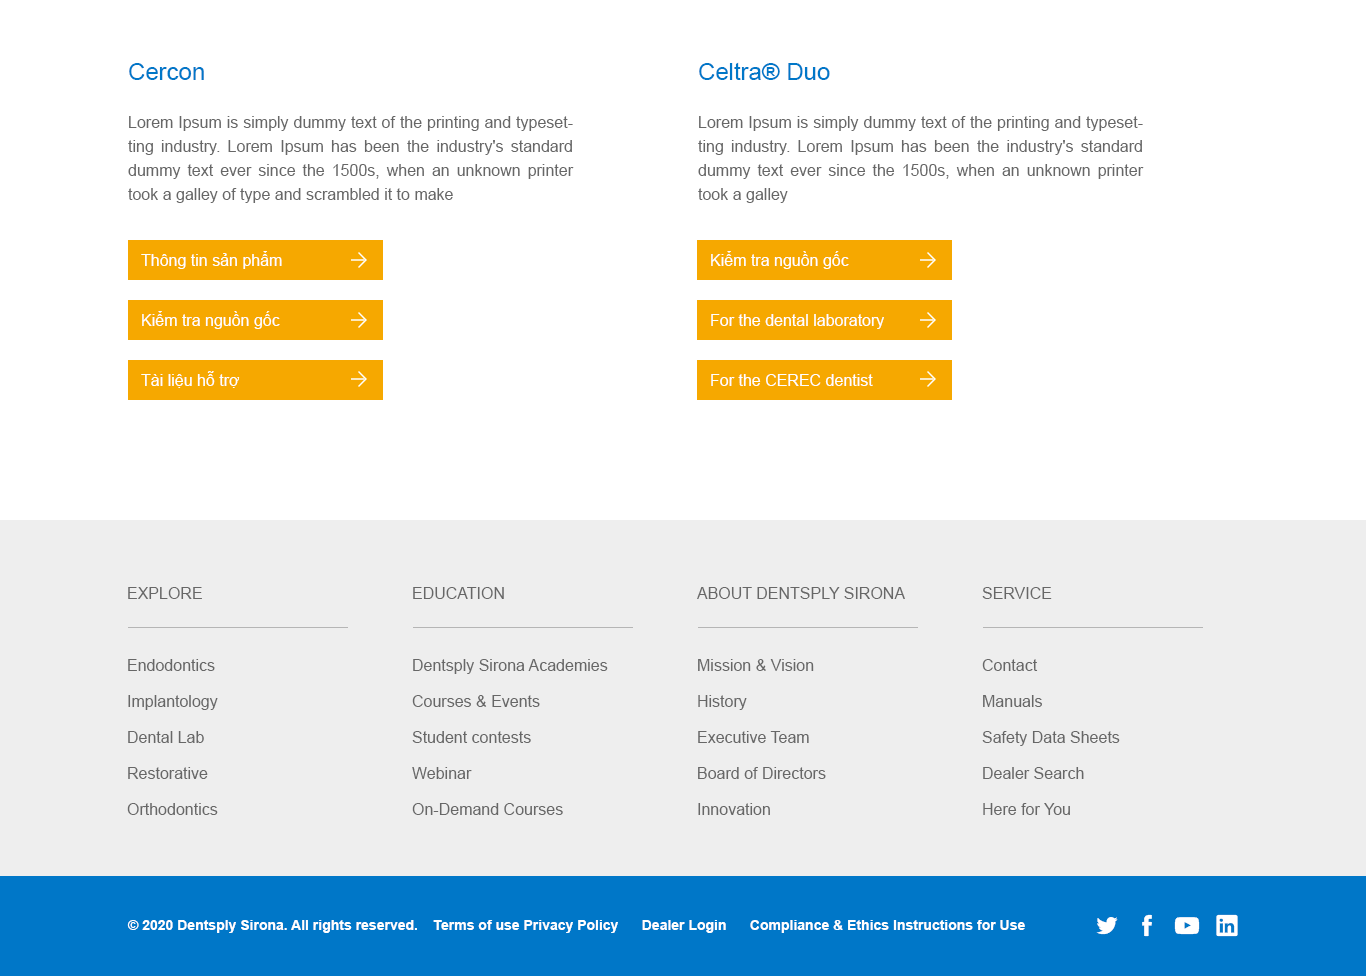 Cercon
Lorem Ipsum is simply dummy text of the printing and typeset-
ting industry. Lorem Ipsum has been the industry's standard
dummy text ever since the 1500s, when an unknown printer
took a galley of type and scrambled it to make
Thông tin sản phẩm
Kiểm tra nguồn gốc
Tài liệu hỗ trợ
Celtra® Duo
Lorem Ipsum is simply dummy text of the printing and typeset-
ting industry. Lorem Ipsum has been the industry's standard
dummy text ever since the 1500s, when an unknown printer
took a galley
Kiểm tra nguồn gốc
For the dental laboratory
For the CEREC dentist
EXPLORE
Endodontics
Implantology
Dental Lab
Restorative
Orthodontics
EDUCATION
Dentsply Sirona Academies
Courses & Events
Student contests
Webinar
On-Demand Courses
ABOUT DENTSPLY SIRONA
Mission & Vision
History
Executive Team
Board of Directors
Innovation
SERVICE
Contact
Manuals
Safety Data Sheets
Dealer Search
Here for You
© 2020 Dentsply Sirona. All rights reserved. Terms of use Privacy Policy Dealer Login Compliance & Ethics Instructions for Use